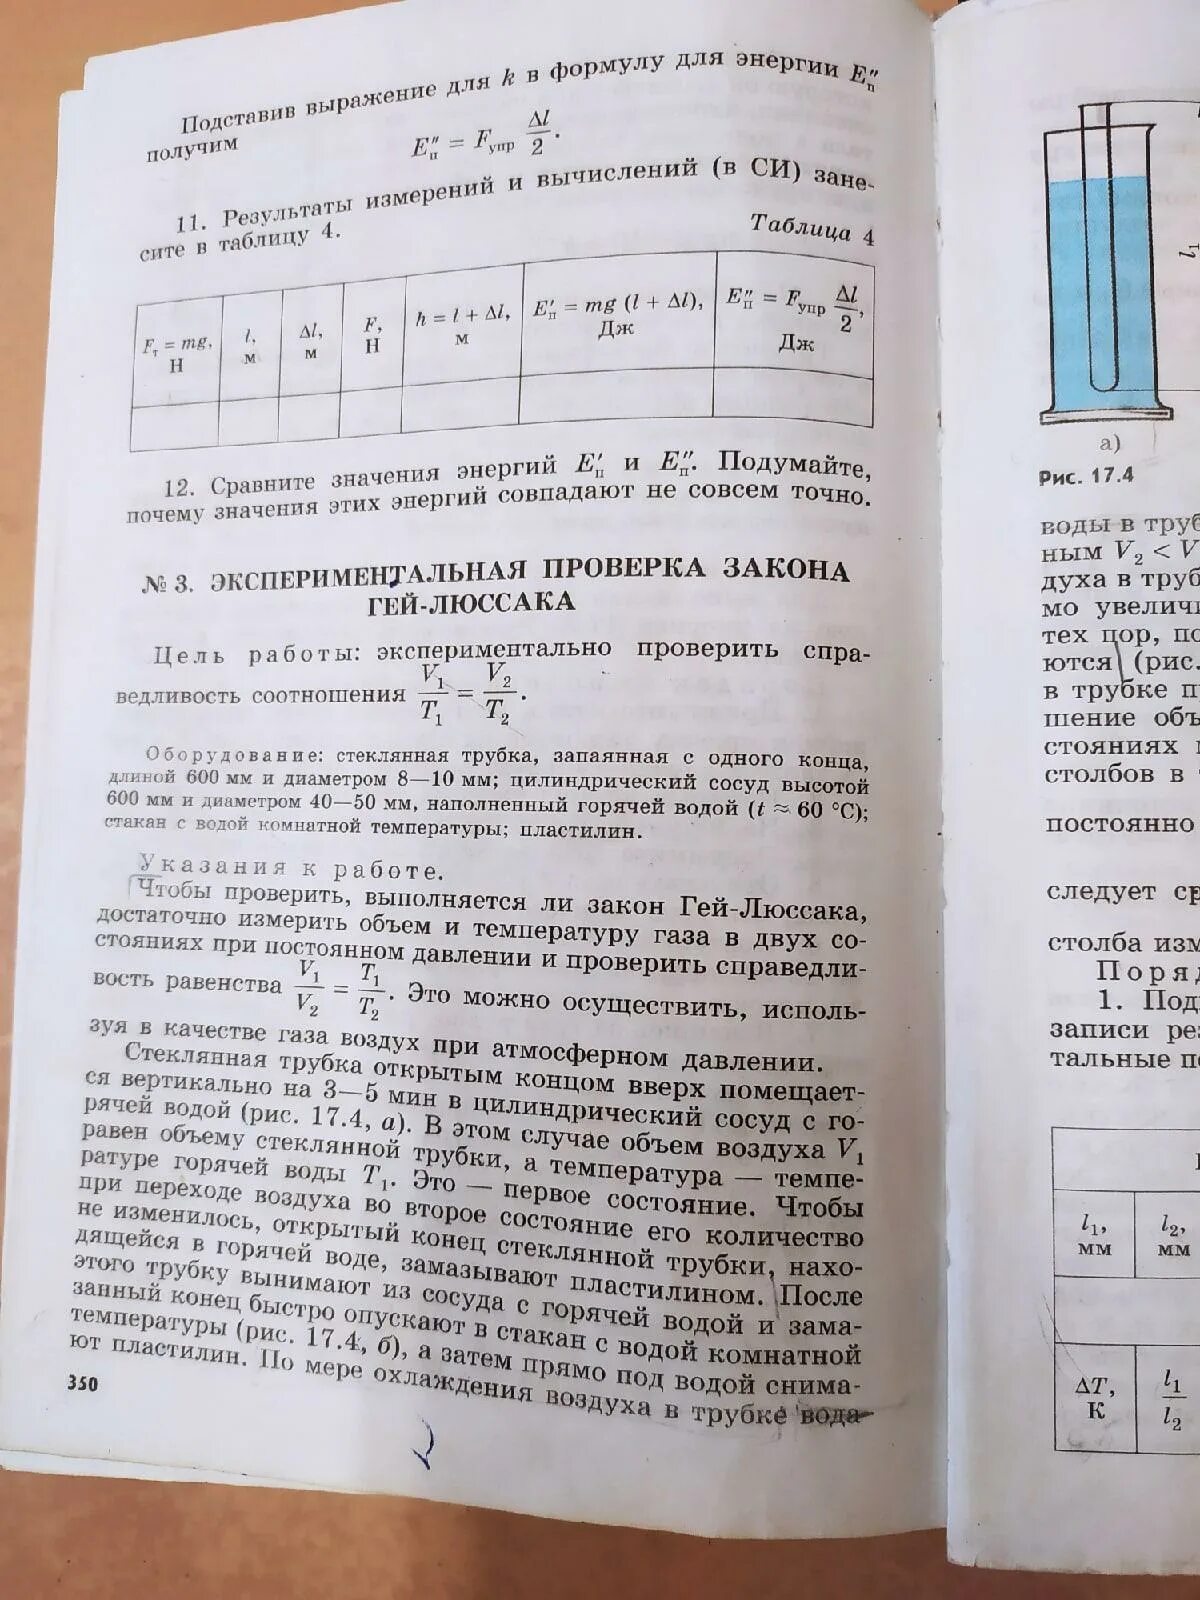 Подставив выражение для k в формулу для энергии E″п
получим
E″п = Fупр Δl/2.
11. Результаты измерений и вычислений (в СИ) зане-
сите в таблицу 4.
Таблица 4
Fт = mg, Н
l, м
Δl, м
F, Н
h = l + Δl, м
E′п = mg (l + Δl), Дж
E″п = Fупр Δl/2, Дж
12. Сравните значения энергий E′п и E″п. Подумайте,
почему значения этих энергий совпадают не совсем точно.
№ 3. ЭКСПЕРИМЕНТАЛЬНАЯ ПРОВЕРКА ЗАКОНА
ГЕЙ-ЛЮССАКА
Цель работы: экспериментально проверить спра-
ведливость соотношения V1/T1 = V2/T2.
Оборудование: стеклянная трубка, запаянная с одного конца,
длиной 600 мм и диаметром 8—10 мм; цилиндрический сосуд высотой
600 мм и диаметром 40—50 мм, наполненный горячей водой (t ≈ 60 °С);
стакан с водой комнатной температуры; пластилин.
Указания к работе.
Чтобы проверить, выполняется ли закон Гей-Люссака,
достаточно измерить объем и температуру газа в двух со-
стояниях при постоянном давлении и проверить справедли-
вость равенства V1/V2 = T1/T2. Это можно осуществить, исполь-
зуя в качестве газа воздух при атмосферном давлении.
Стеклянная трубка открытым концом вверх помещает-
ся вертикально на 3—5 мин в цилиндрический сосуд с го-
рячей водой (рис. 17.4, а). В этом случае объем воздуха V1
равен объему стеклянной трубки, а температура — темпе-
ратуре горячей воды T1. Это — первое состояние. Чтобы
при переходе воздуха во второе состояние его количество
не изменилось, открытый конец стеклянной трубки, нахо-
дящейся в горячей воде, замазывают пластилином. После
этого трубку вынимают из сосуда с горячей водой и зама-
занный конец быстро опускают в стакан с водой комнатной
температуры (рис. 17.4, б), а затем прямо под водой снима-
ют пластилин. По мере охлаждения воздуха в трубке вода
350
l1
а)
Рис. 17.4
воды в труб
ным V2 < V
духа в труб
мо увеличи
тех пор, по
ются (рис.
в трубке п
шение объ
стояниях
столбов в
постоянно
следует ср
столба изм
Поряд
1. Под
записи рез
тальные п
l1, мм
l2, мм
ΔT, К
l1/l2